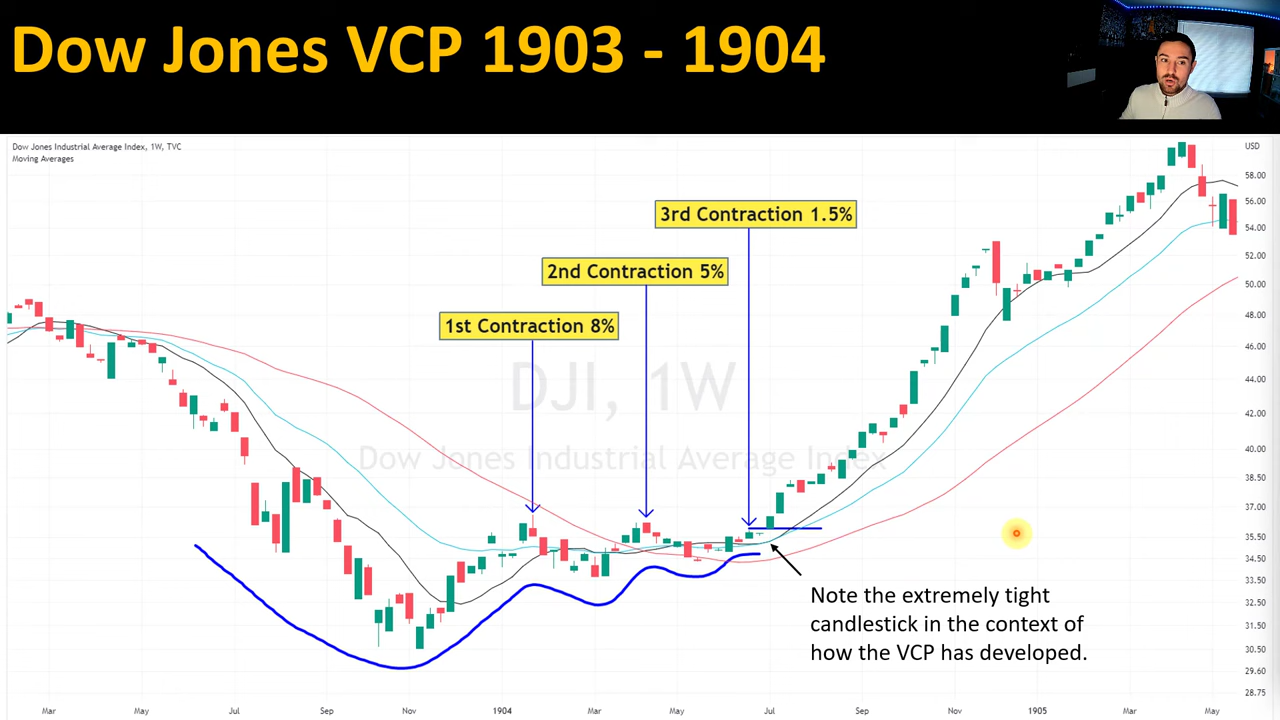 Dow Jones VCP 1903 - 1904
Dow Jones Industrial Average Index, 1W, TVC
Moving Averages
USD
3rd Contraction 1.5%
2nd Contraction 5%
1st Contraction 8%
DJI, 1W
Dow Jones Industrial Average Index
Note the extremely tight
candlestick in the context of
how the VCP has developed.
58.00
56.00
54.00
52.00
50.00
48.00
46.00
44.00
42.00
40.00
38.50
37.00
35.50
34.50
33.50
32.50
31.50
30.50
29.60
28.75
Mar May Jul Sep Nov 1904 Mar May Jul Sep Nov 1905 Mar May